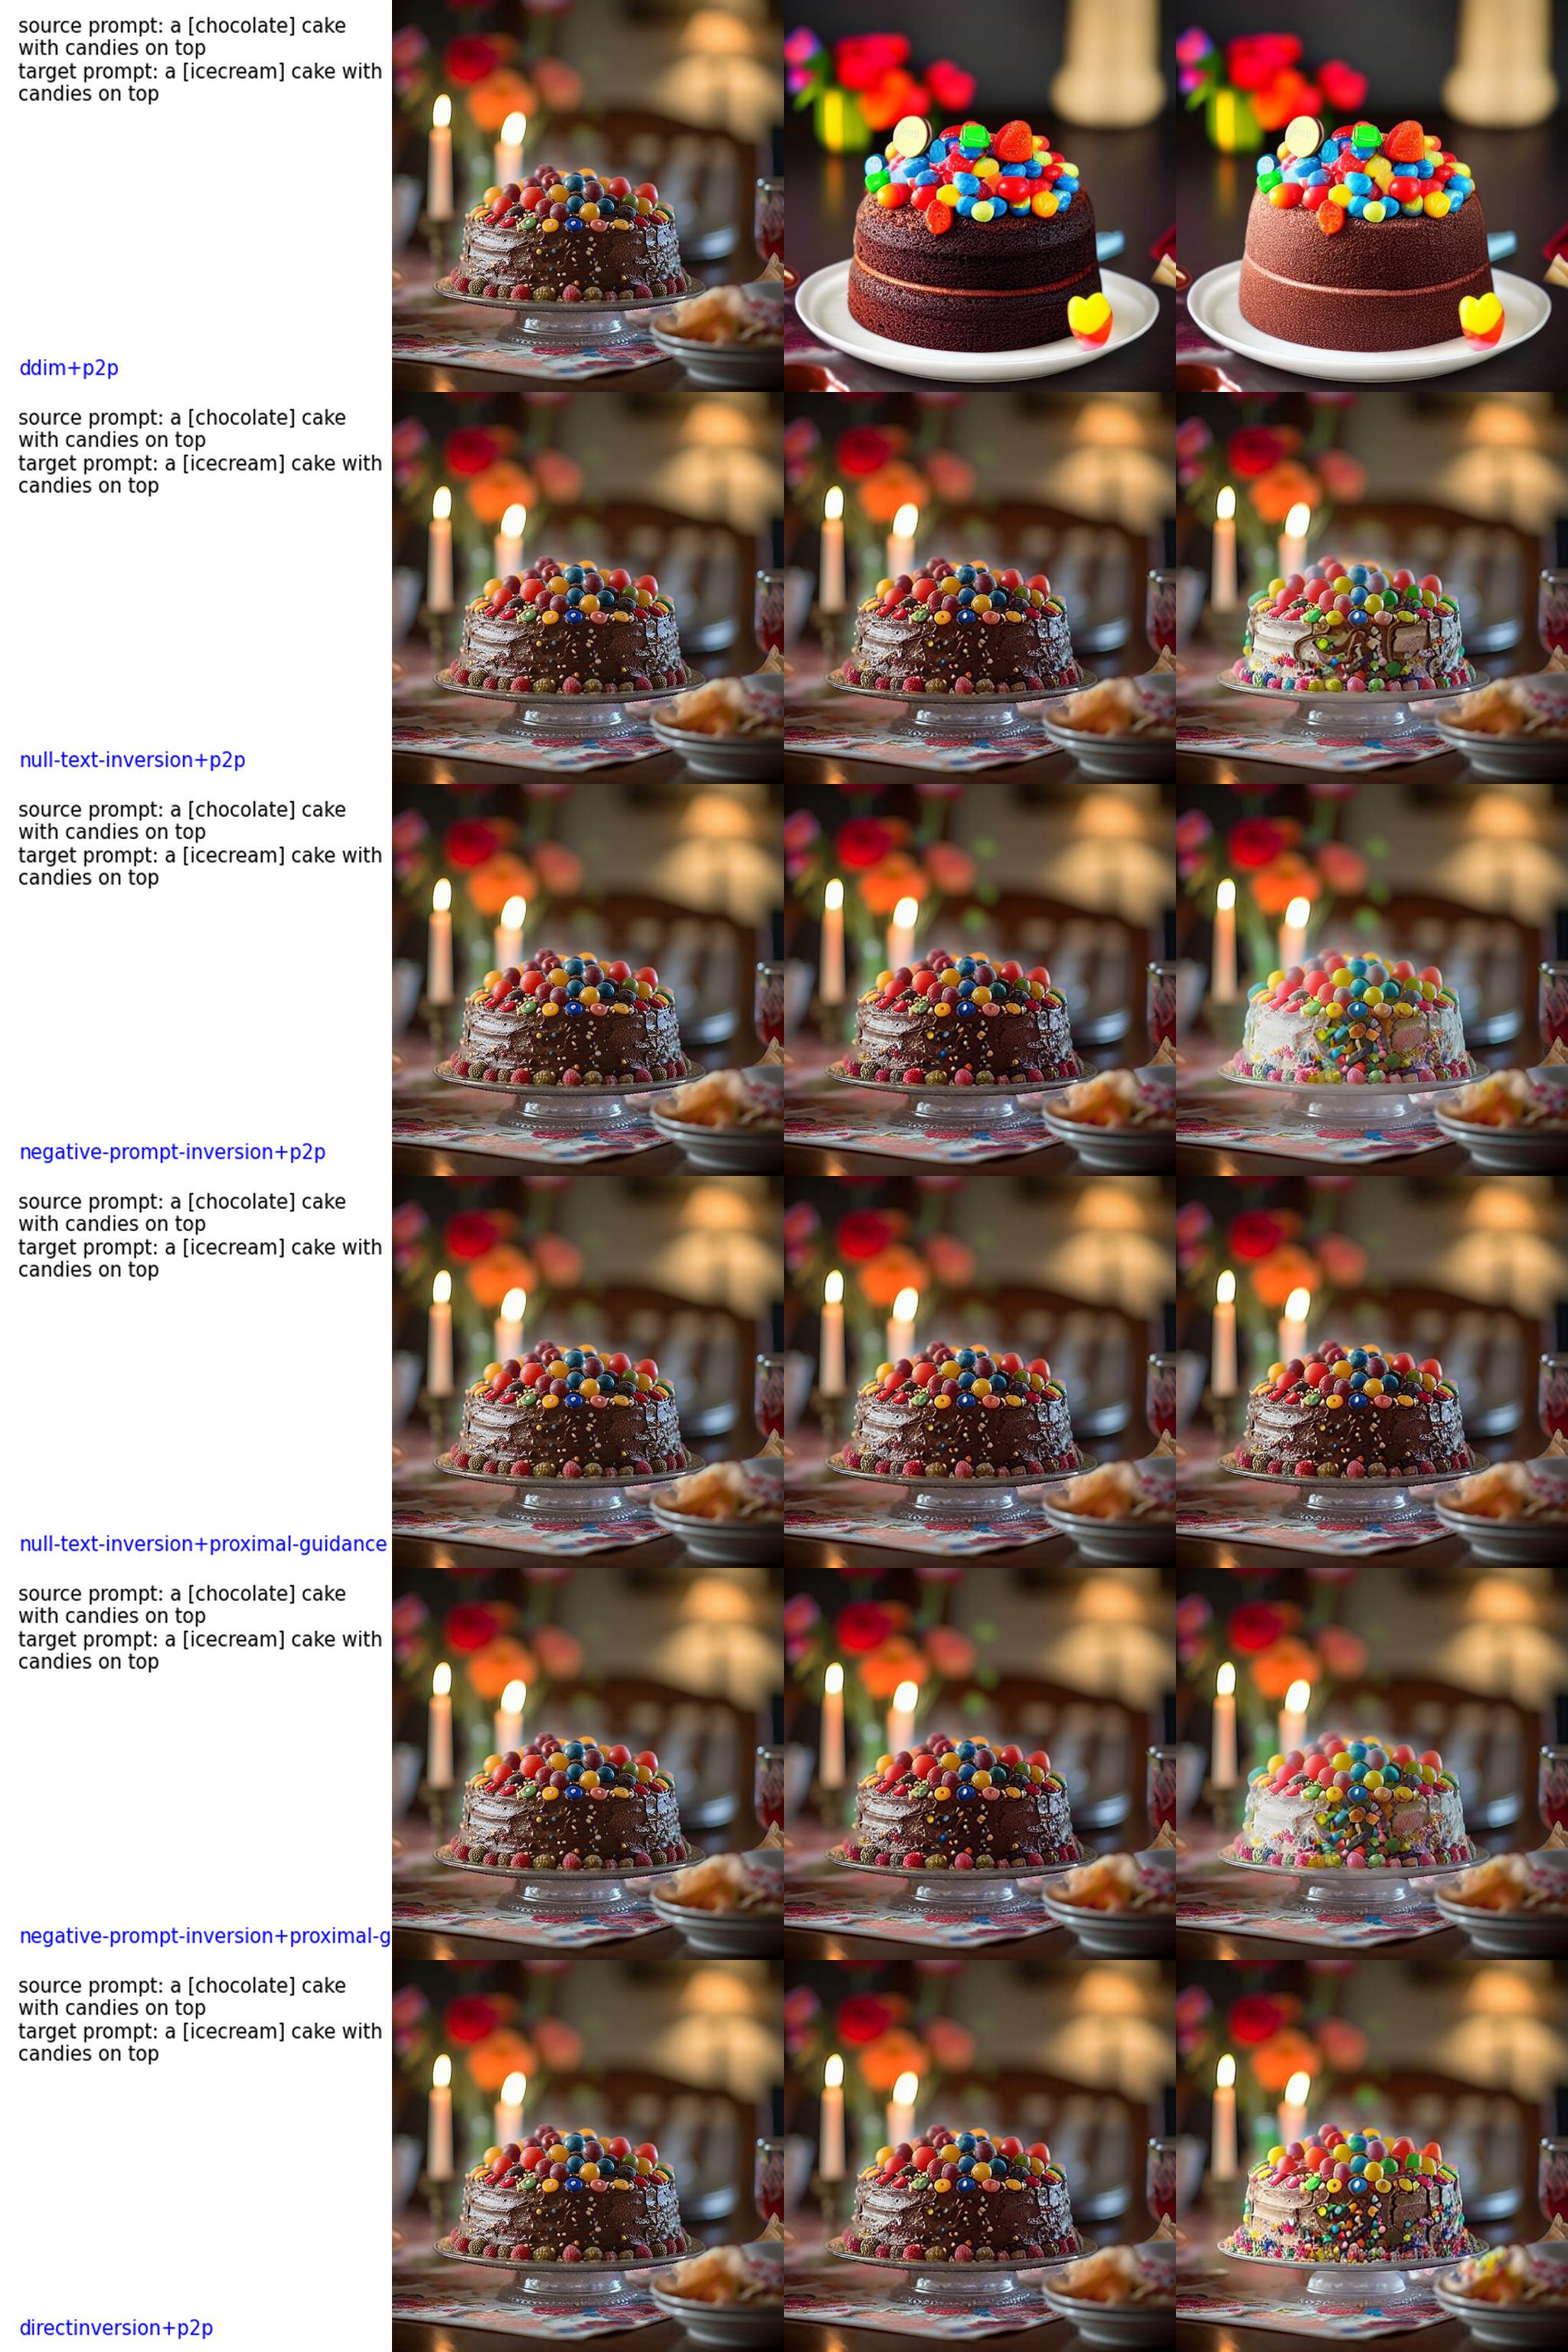 source prompt: a [chocolate] cake
with candies on top
target prompt: a [icecream] cake with
candies on top
ddim+p2p
source prompt: a [chocolate] cake
with candies on top
target prompt: a [icecream] cake with
candies on top
null-text-inversion+p2p
source prompt: a [chocolate] cake
with candies on top
target prompt: a [icecream] cake with
candies on top
negative-prompt-inversion+p2p
source prompt: a [chocolate] cake
with candies on top
target prompt: a [icecream] cake with
candies on top
null-text-inversion+proximal-guidance
source prompt: a [chocolate] cake
with candies on top
target prompt: a [icecream] cake with
candies on top
negative-prompt-inversion+proximal-g
source prompt: a [chocolate] cake
with candies on top
target prompt: a [icecream] cake with
candies on top
directinversion+p2p